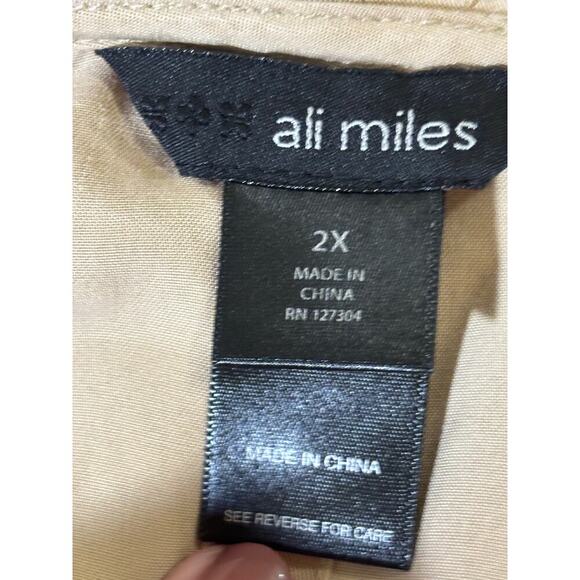 ali miles
2X
MADE IN
CHINA
RN 127304
MADE IN CHINA
SEE REVERSE FOR CARE